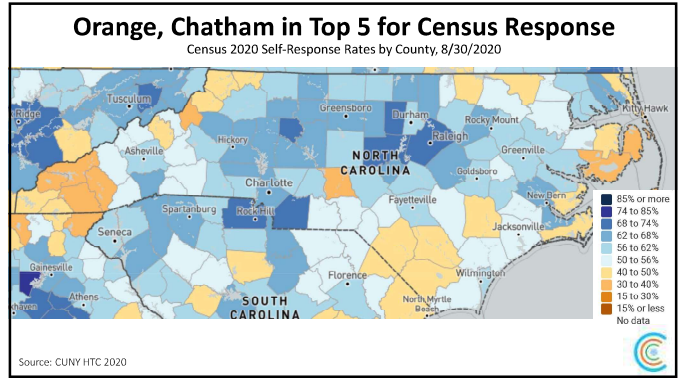 Orange, Chatham in Top 5 for Census Response
Census 2020 Self-Response Rates by County, 8/30/2020
Tusculum
Ridge
Kitty Hawk
Greensboro
Durham
Rocky Mount
Raleigh
Hickory
Asheville
NORTH
CAROLINA
Greenville
Goldsboro
Charlotte
Fayetteville
New Bern
Spartanburg
Rock Hill
Seneca
Jacksonville
Gainesville
Florence
Wilmington
Athens
North Myrtle
Beach
SOUTH
CAROLINA
haven
85% or more
74 to 85%
68 to 74%
62 to 68%
56 to 62%
50 to 56%
40 to 50%
30 to 40%
15 to 30%
15% or less
No data
Source: CUNY HTC 2020